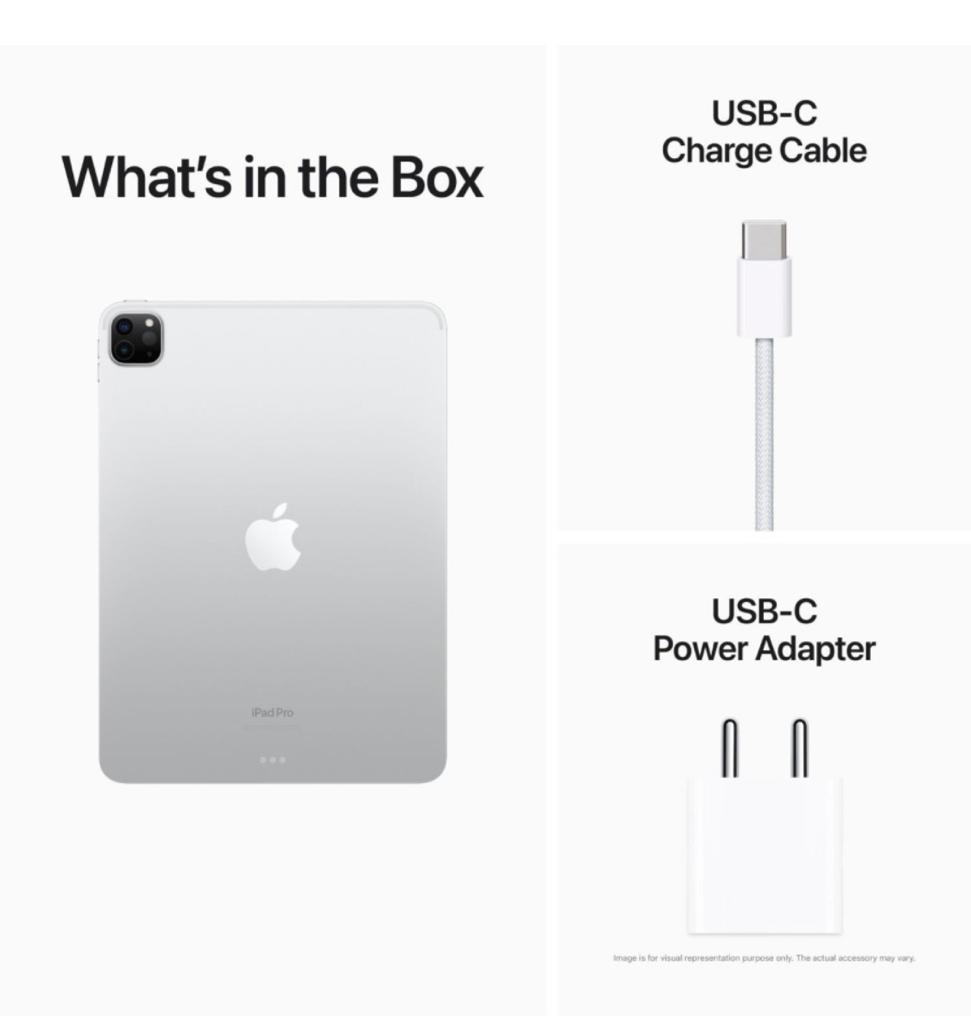 What's in the Box
iPad Pro
USB-C
Charge Cable
USB-C
Power Adapter
Image is for visual representation purpose only. The actual accessory may vary.